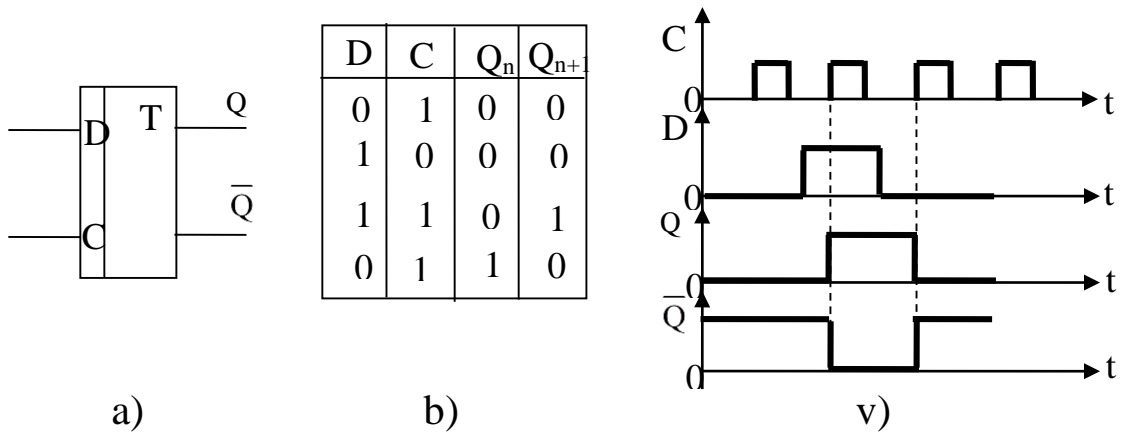 Q
D T
C
Q̅
D C Qₙ Qₙ₊₁
0 1 0 0
1 0 0 0
1 1 0 1
0 1 1 0
C
0 t
D
0 t
Q
0 t
Q̅
0 t
a) b) v)